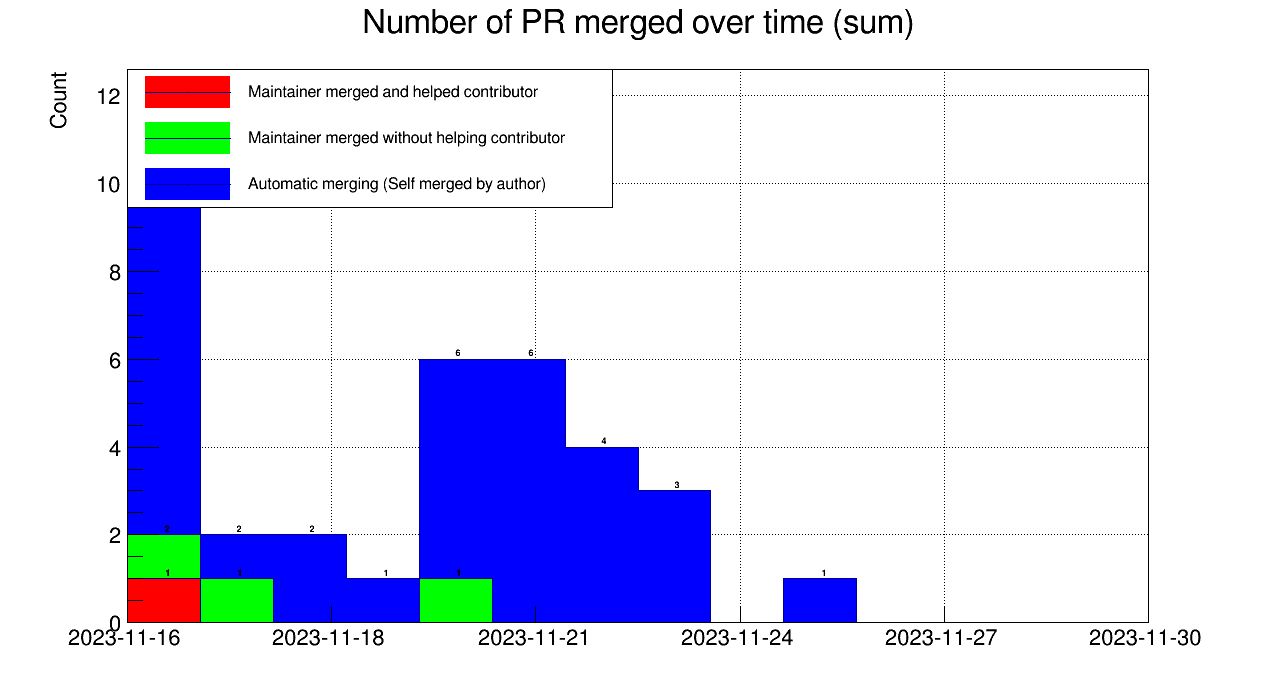 Number of PR merged over time (sum)
Count
Maintainer merged and helped contributor
Maintainer merged without helping contributor
Automatic merging (Self merged by author)
12
10
8
6
4
2
0
6 6
4
3
2 2 2
1 1 1 1 1
2023-11-16 2023-11-18 2023-11-21 2023-11-24 2023-11-27 2023-11-30